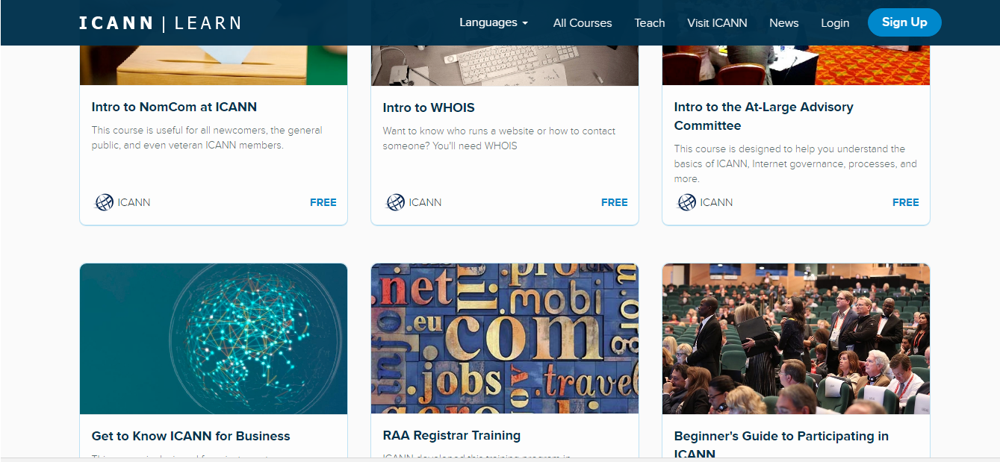 ICANN | LEARN
Languages
All Courses
Teach
Visit ICANN
News
Login
Sign Up
Intro to NomCom at ICANN
This course is useful for all newcomers, the general
public, and even veteran ICANN members.
ICANN
FREE
Intro to WHOIS
Want to know who runs a website or how to contact
someone? You'll need WHOIS
ICANN
FREE
Intro to the At-Large Advisory
Committee
This course is designed to help you understand the
basics of ICANN, Internet governance, processes, and
more.
ICANN
FREE
Get to Know ICANN for Business
.pro
.net
.mobi
.eu
.com
.info
.jobs
.travel
RAA Registrar Training
ICANN developed this training program in
Beginner's Guide to Participating in
ICANN